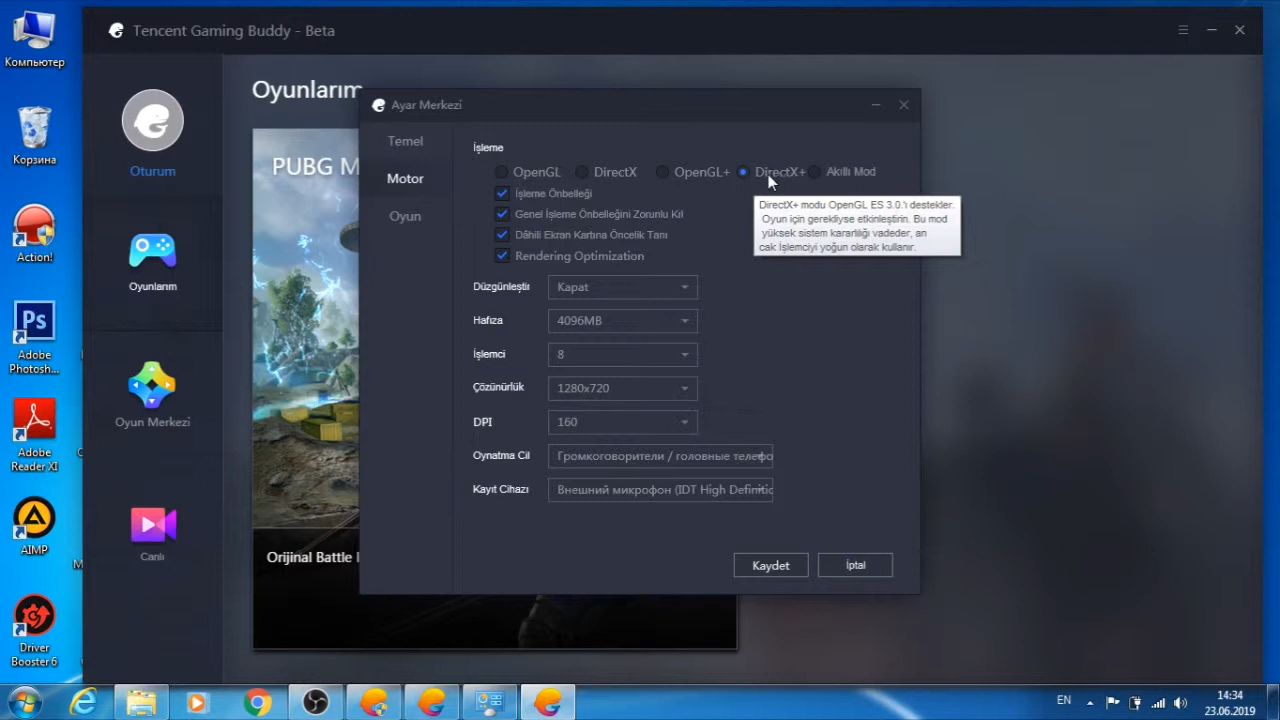 Компьютер
Корзина
Action!
Ps
Adobe
Photosh...
Adobe
Reader XI
AIMP
Driver
Booster 6
Tencent Gaming Buddy - Beta
Oturum
Oyunlarım
Oyun Merkezi
Canlı
Oyunlarım
PUBG M
Orijinal Battle
Ayar Merkezi
Temel
Motor
Oyun
İşleme
OpenGL
DirectX
OpenGL+
DirectX+
Akıllı Mod
İşleme Önbelleği
Genel İşleme Önbelleğini Zorunlu Kıl
Dâhili Ekran Kartına Öncelik Tanı
Rendering Optimization
DirectX+ modu OpenGL ES 3.0.'ı destekler.
Oyun için gerekliyse etkinleştirin. Bu mod
yüksek sistem kararlılığı vadeder, an
cak İşlemciyi yoğun olarak kullanır.
Düzgünleştir
Kapat
Hafıza
4096MB
İşlemci
8
Çözünürlük
1280x720
DPI
160
Oynatma Cil
Громкоговорители / головные телефо
Kayıt Cihazı
Внешний микрофон (IDT High Definitic
Kaydet
İptal
EN
14:34
23.06.2019